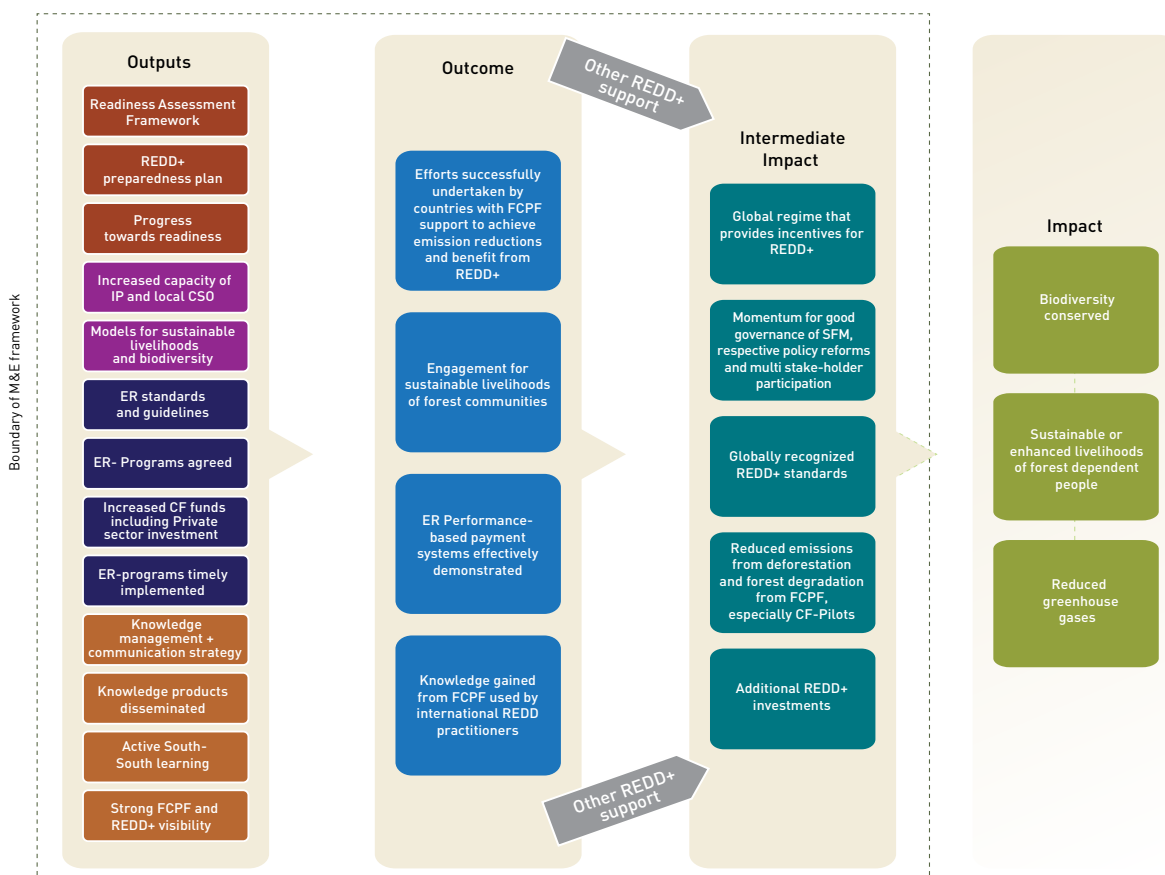 Boundary of M&E framework
Outputs
Readiness Assessment
Framework
REDD+
preparedness plan
Progress
towards readiness
Increased capacity of
IP and local CSO
Models for sustainable
livelihoods
and biodiversity
ER standards
and guidelines
ER- Programs agreed
Increased CF funds
including Private
sector investment
ER-programs timely
implemented
Knowledge
management +
communication strategy
Knowledge products
disseminated
Active South-
South learning
Strong FCPF and
REDD+ visibility
Outcome
Efforts successfully
undertaken by
countries with FCPF
support to achieve
emission reductions
and benefit from
REDD+
Engagement for
sustainable livelihoods
of forest communities
ER Performance-
based payment
systems effectively
demonstrated
Knowledge gained
from FCPF used by
international REDD
practitioners
Other REDD+
support
Other REDD+
support
Intermediate
Impact
Global regime that
provides incentives for
REDD+
Momentum for good
governance of SFM,
respective policy reforms
and multi stake-holder
participation
Globally recognized
REDD+ standards
Reduced emissions
from deforestation
and forest degradation
from FCPF,
especially CF-Pilots
Additional REDD+
investments
Impact
Biodiversity
conserved
Sustainable or
enhanced livelihoods
of forest dependent
people
Reduced
greenhouse
gases